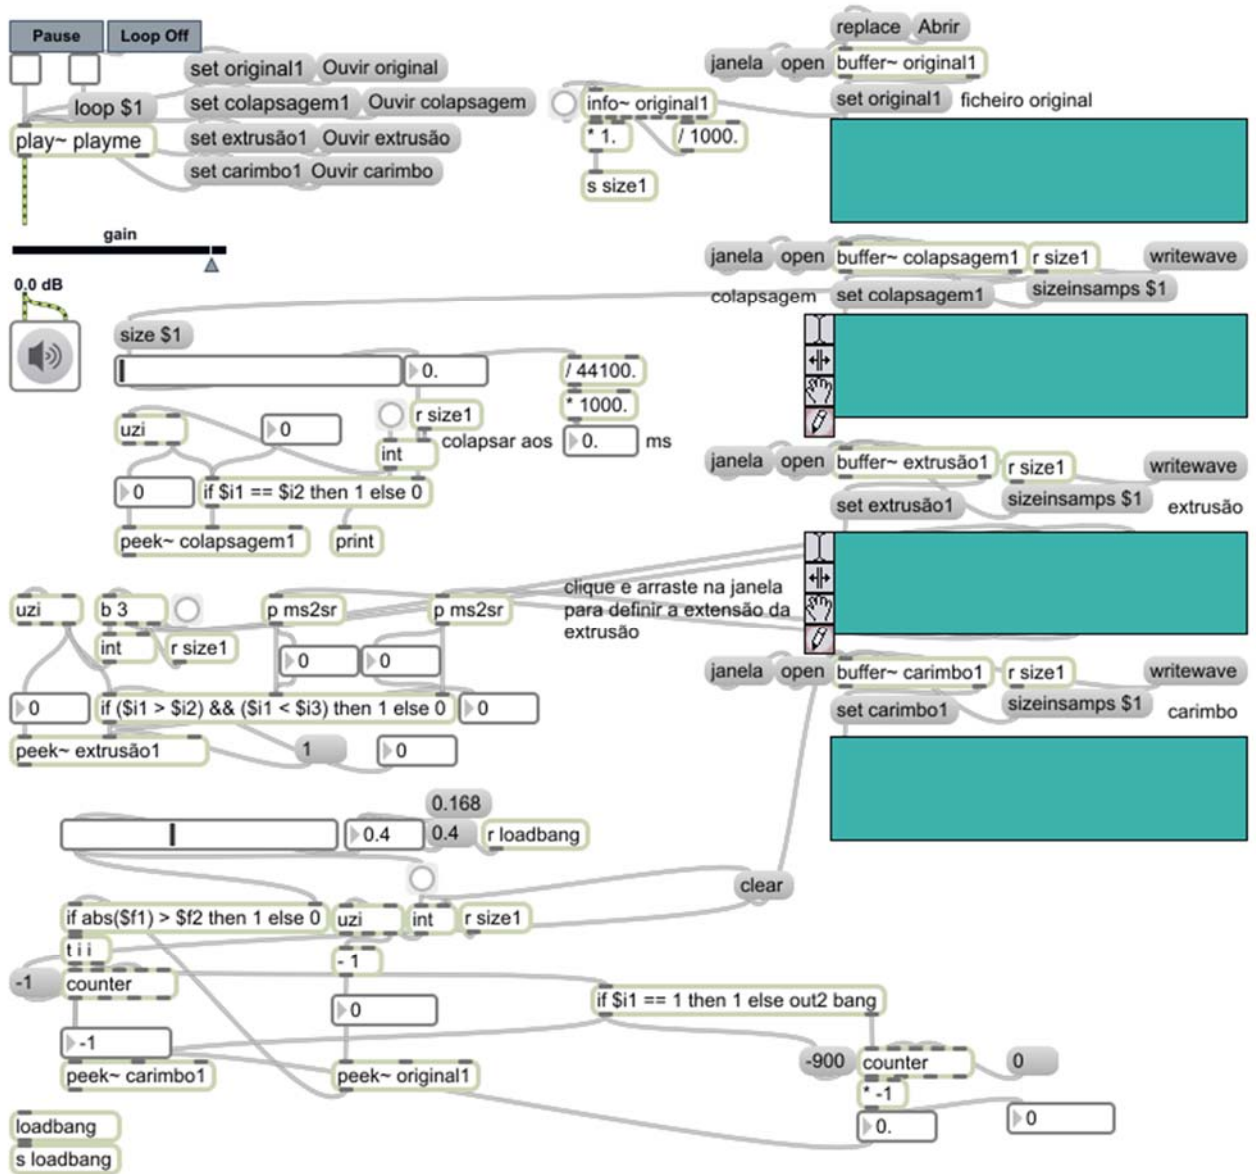 Pause Loop Off
replace Abrir
janela open buffer~ original1
set original1 ficheiro original
set original1 Ouvir original
loop $1 set colapsagem1 Ouvir colapsagem
play~ playme set extrusão1 Ouvir extrusão
set carimbo1 Ouvir carimbo
info~ original1
* 1. / 1000.
s size1
gain
0.0 dB
janela open buffer~ colapsagem1 r size1 writewave
colapsagem set colapsagem1 sizeinsamps $1
size $1
0. / 44100.
* 1000.
uzi 0 r size1
int colapsar aos 0. ms
0 if $i1 == $i2 then 1 else 0
peek~ colapsagem1 print
janela open buffer~ extrusão1 r size1 writewave
set extrusão1 sizeinsamps $1 extrusão
clique e arraste na janela
para definir a extensão da
extrusão
uzi b 3 p ms2sr p ms2sr
int r size1 0 0
0 if ($i1 > $i2) && ($i1 < $i3) then 1 else 0 0
peek~ extrusão1 1 0
janela open buffer~ carimbo1 r size1 writewave
set carimbo1 sizeinsamps $1 carimbo
0.168
0.4 0.4 r loadbang
clear
if abs($f1) > $f2 then 1 else 0 uzi int r size1
t i i - 1
-1 counter 0
-1
peek~ carimbo1 peek~ original1
if $i1 == 1 then 1 else out2 bang
-900 counter 0
* -1
0. 0
loadbang
s loadbang